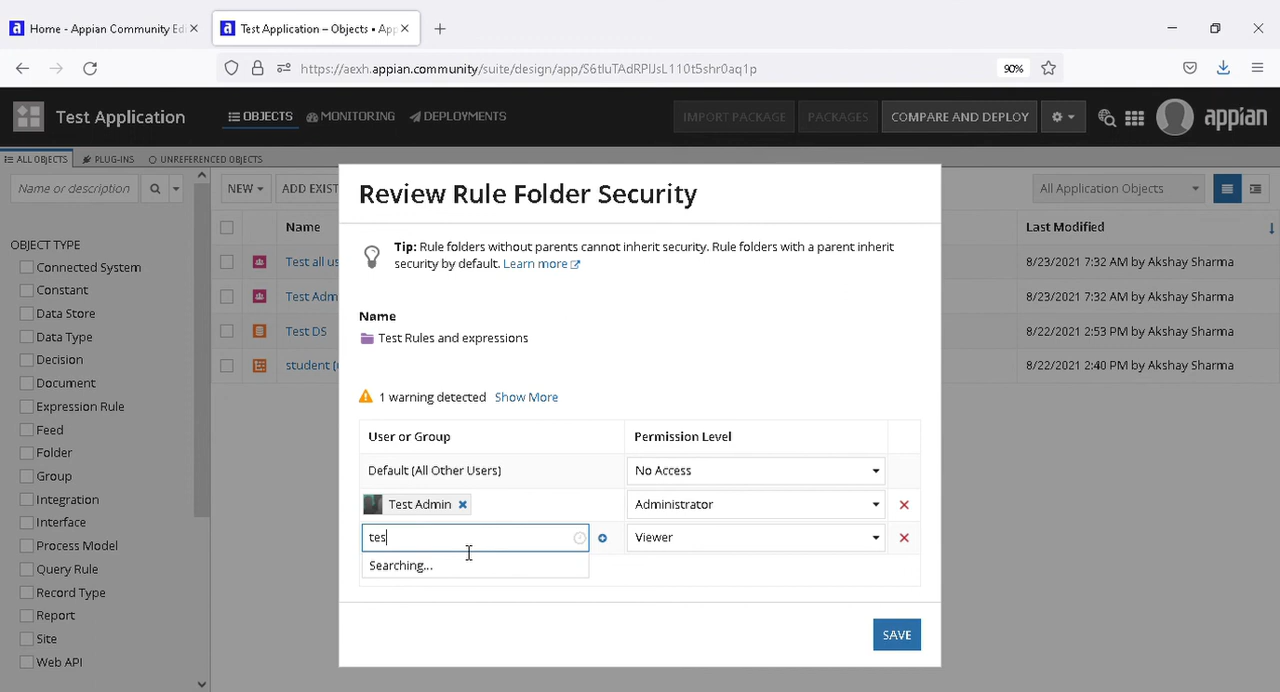 Home - Appian Community Edi
Test Application – Objects • App
https://aexh.appian.community/suite/design/app/S6tluTAdRPlJsL110t5shr0aq1p
90%
Test Application
OBJECTS
MONITORING
DEPLOYMENTS
IMPORT PACKAGE
PACKAGES
COMPARE AND DEPLOY
appian
ALL OBJECTS
PLUG-INS
UNREFERENCED OBJECTS
Name or description
NEW
ADD EXIST
All Application Objects
OBJECT TYPE
Connected System
Constant
Data Store
Data Type
Decision
Document
Expression Rule
Feed
Folder
Group
Integration
Interface
Process Model
Query Rule
Record Type
Report
Site
Web API
Name
Last Modified
Test all us
8/23/2021 7:32 AM by Akshay Sharma
Test Adm
8/23/2021 7:32 AM by Akshay Sharma
Test DS
8/22/2021 2:53 PM by Akshay Sharma
student (
8/22/2021 2:40 PM by Akshay Sharma
Review Rule Folder Security
Tip: Rule folders without parents cannot inherit security. Rule folders with a parent inherit
security by default. Learn more
Name
Test Rules and expressions
1 warning detected Show More
User or Group
Permission Level
Default (All Other Users)
No Access
Test Admin
Administrator
tes
Viewer
Searching...
SAVE